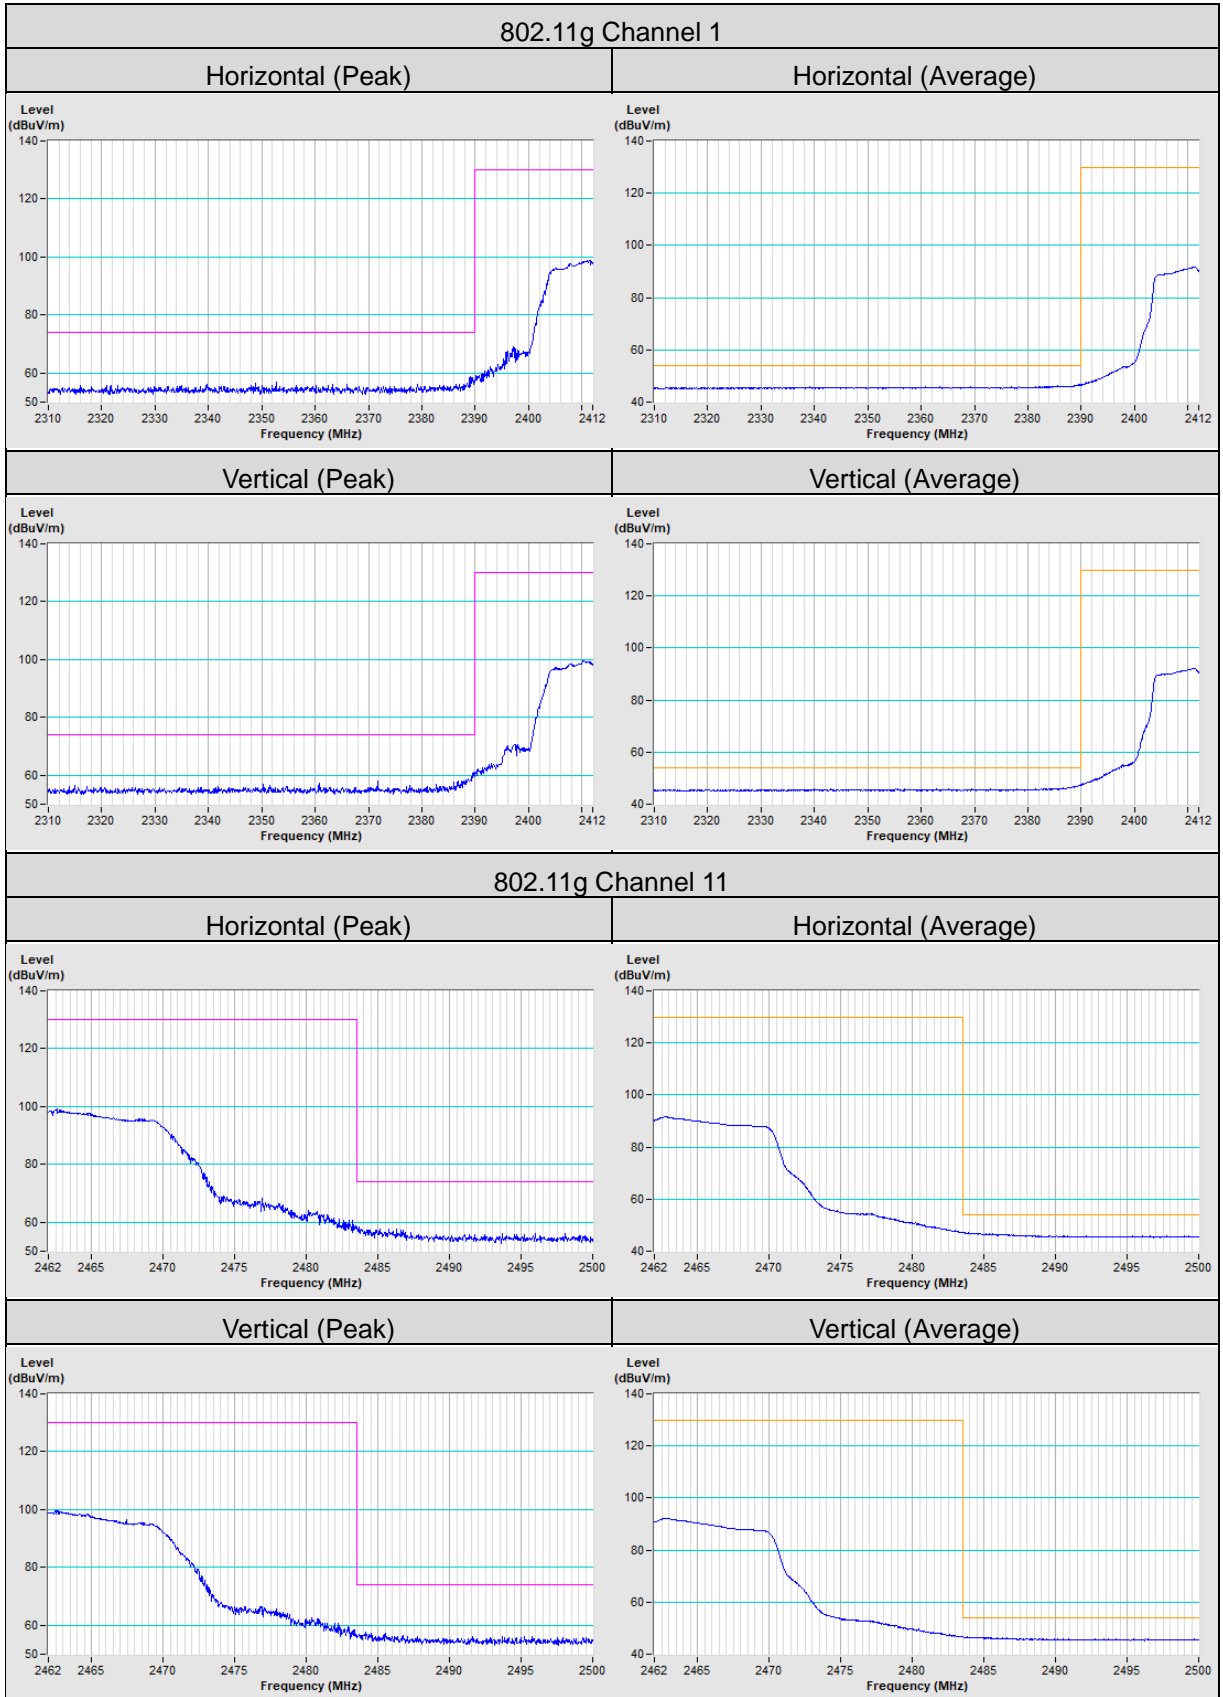 802.11g Channel 1
Horizontal (Peak)
Horizontal (Average)
Level
(dBuV/m)
140
120
100
80
60
50
2310 2320 2330 2340 2350 2360 2370 2380 2390 2400 2412
Frequency (MHz)
Level
(dBuV/m)
140
120
100
80
60
40
2310 2320 2330 2340 2350 2360 2370 2380 2390 2400 2412
Frequency (MHz)
Vertical (Peak)
Vertical (Average)
Level
(dBuV/m)
140
120
100
80
60
50
2310 2320 2330 2340 2350 2360 2370 2380 2390 2400 2412
Frequency (MHz)
Level
(dBuV/m)
140
120
100
80
60
40
2310 2320 2330 2340 2350 2360 2370 2380 2390 2400 2412
Frequency (MHz)
802.11g Channel 11
Horizontal (Peak)
Horizontal (Average)
Level
(dBuV/m)
140
120
100
80
60
50
2462 2465 2470 2475 2480 2485 2490 2495 2500
Frequency (MHz)
Level
(dBuV/m)
140
120
100
80
60
40
2462 2465 2470 2475 2480 2485 2490 2495 2500
Frequency (MHz)
Vertical (Peak)
Vertical (Average)
Level
(dBuV/m)
140
120
100
80
60
50
2462 2465 2470 2475 2480 2485 2490 2495 2500
Frequency (MHz)
Level
(dBuV/m)
140
120
100
80
60
40
2462 2465 2470 2475 2480 2485 2490 2495 2500
Frequency (MHz)